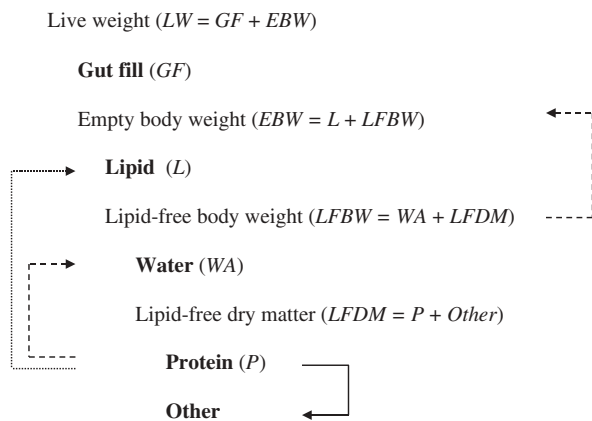 Live weight (LW = GF + EBW)
Gut fill (GF)
Empty body weight (EBW = L + LFBW)
Lipid (L)
Lipid-free body weight (LFBW = WA + LFDM)
Water (WA)
Lipid-free dry matter (LFDM = P + Other)
Protein (P)
Other